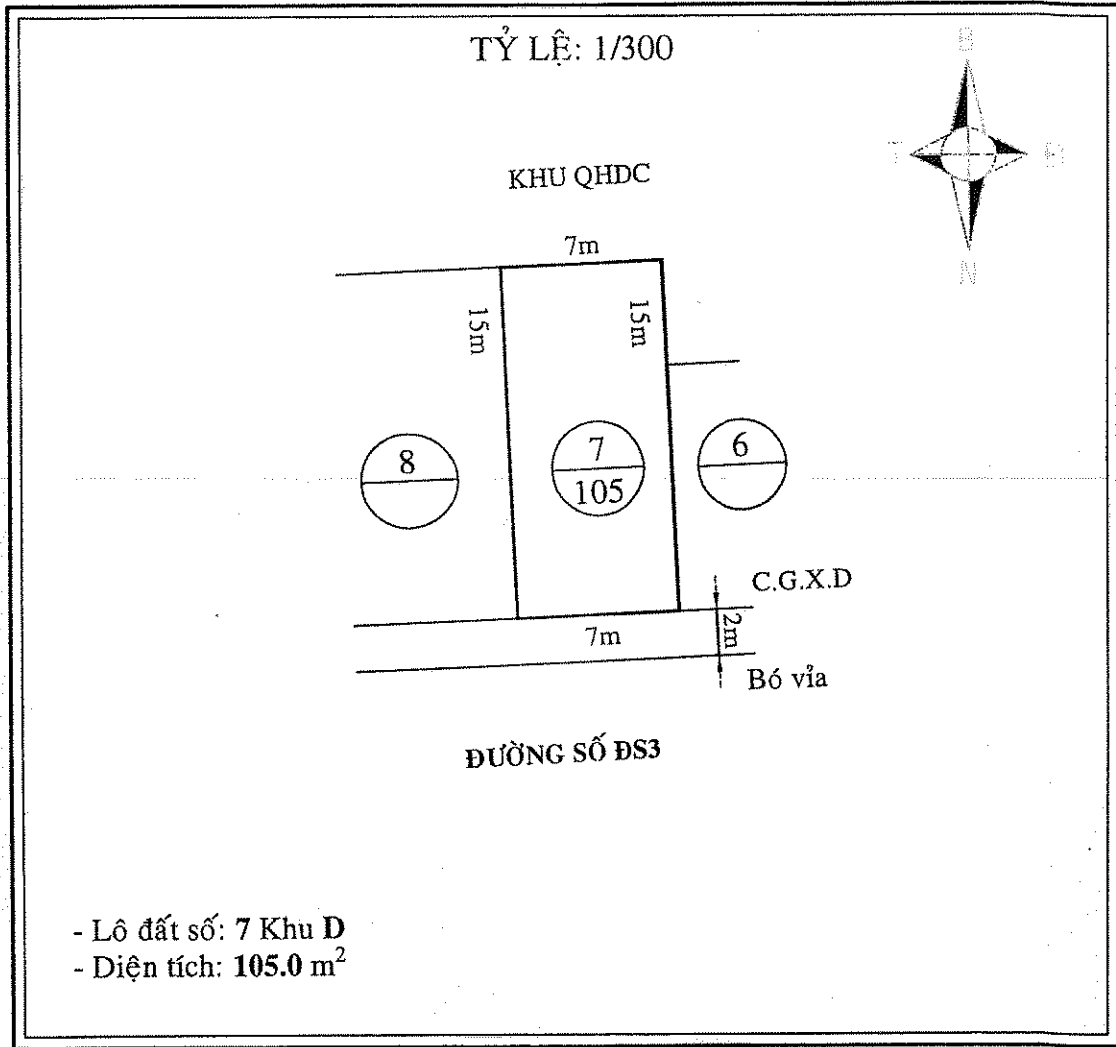 TỶ LỆ: 1/300
B
T
Đ
N
KHU QHDC
7m
15m
15m
8
7
105
6
C.G.X.D
7m
2m
Bó vỉa
ĐƯỜNG SỐ ĐS3
- Lô đất số: 7 Khu D
- Diện tích: 105.0 m²